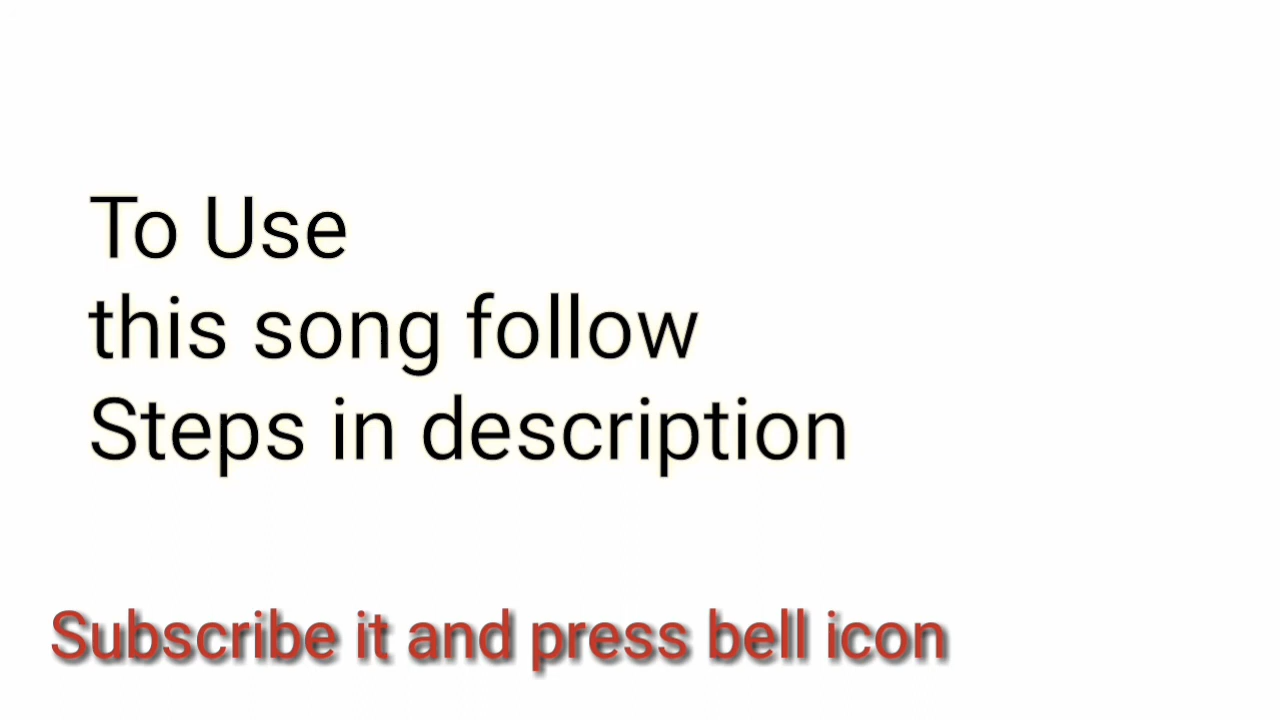 To Use
this song follow
Steps in description
Subscribe it and press bell icon